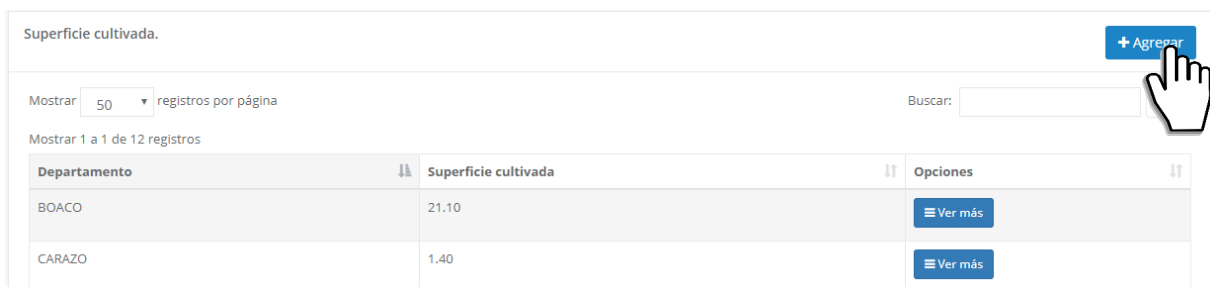 Superficie cultivada.
+ Agregar
Mostrar 50 registros por página
Buscar:
Mostrar 1 a 1 de 12 registros
Departamento Superficie cultivada Opciones
BOACO 21.10 Ver más
CARAZO 1.40 Ver más